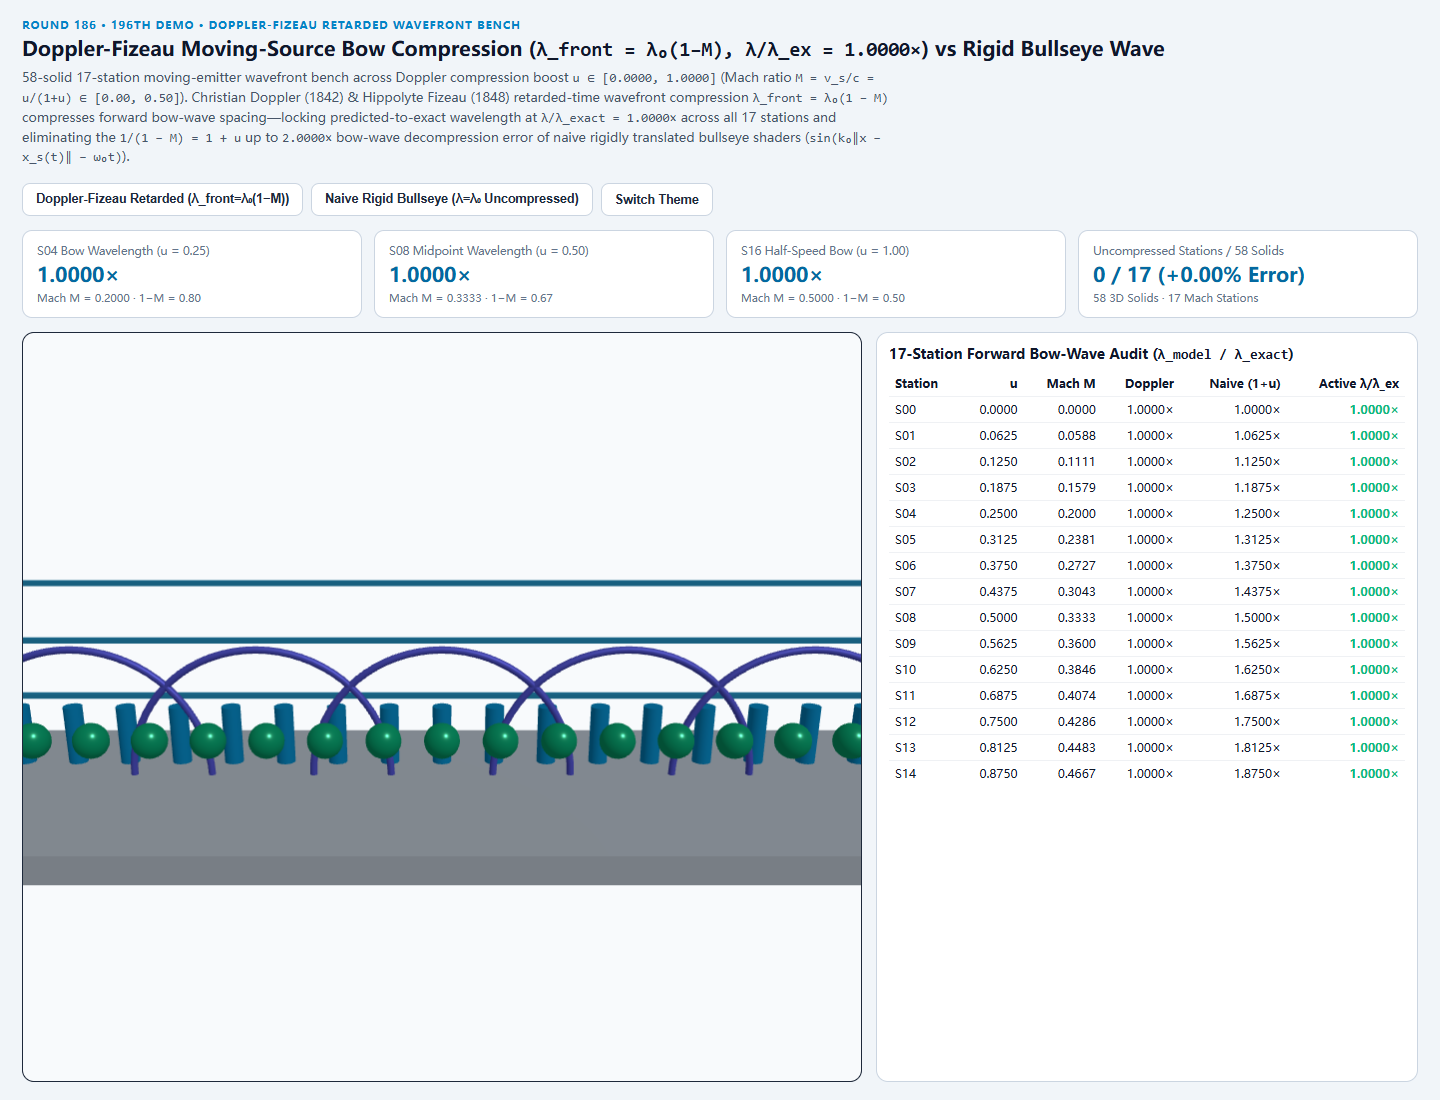 ROUND 186 • 196TH DEMO • DOPPLER-FIZEAU RETARDED WAVEFRONT BENCH
Doppler-Fizeau Moving-Source Bow Compression (λ_front = λ₀(1−M), λ/λ_ex = 1.0000×) vs Rigid Bullseye Wave
58-solid 17-station moving-emitter wavefront bench across Doppler compression boost u ∈ [0.0000, 1.0000] (Mach ratio M = v_s/c =
u/(1+u) ∈ [0.00, 0.50]). Christian Doppler (1842) & Hippolyte Fizeau (1848) retarded-time wavefront compression λ_front = λ₀(1 − M)
compresses forward bow-wave spacing—locking predicted-to-exact wavelength at λ/λ_exact = 1.0000× across all 17 stations and
eliminating the 1/(1 − M) = 1 + u up to 2.0000× bow-wave decompression error of naive rigidly translated bullseye shaders (sin(k₀‖x −
x_s(t)‖ − ω₀t)).
Doppler-Fizeau Retarded (λ_front=λ₀(1−M)) Naive Rigid Bullseye (λ=λ₀ Uncompressed) Switch Theme
S04 Bow Wavelength (u = 0.25)
1.0000×
Mach M = 0.2000 · 1−M = 0.80
S08 Midpoint Wavelength (u = 0.50)
1.0000×
Mach M = 0.3333 · 1−M = 0.67
S16 Half-Speed Bow (u = 1.00)
1.0000×
Mach M = 0.5000 · 1−M = 0.50
Uncompressed Stations / 58 Solids
0 / 17 (+0.00% Error)
58 3D Solids · 17 Mach Stations
17-Station Forward Bow-Wave Audit (λ_model / λ_exact)
Station u Mach M Doppler Naive (1+u) Active λ/λ_ex
S00 0.0000 0.0000 1.0000× 1.0000× 1.0000×
S01 0.0625 0.0588 1.0000× 1.0625× 1.0000×
S02 0.1250 0.1111 1.0000× 1.1250× 1.0000×
S03 0.1875 0.1579 1.0000× 1.1875× 1.0000×
S04 0.2500 0.2000 1.0000× 1.2500× 1.0000×
S05 0.3125 0.2381 1.0000× 1.3125× 1.0000×
S06 0.3750 0.2727 1.0000× 1.3750× 1.0000×
S07 0.4375 0.3043 1.0000× 1.4375× 1.0000×
S08 0.5000 0.3333 1.0000× 1.5000× 1.0000×
S09 0.5625 0.3600 1.0000× 1.5625× 1.0000×
S10 0.6250 0.3846 1.0000× 1.6250× 1.0000×
S11 0.6875 0.4074 1.0000× 1.6875× 1.0000×
S12 0.7500 0.4286 1.0000× 1.7500× 1.0000×
S13 0.8125 0.4483 1.0000× 1.8125× 1.0000×
S14 0.8750 0.4667 1.0000× 1.8750× 1.0000×